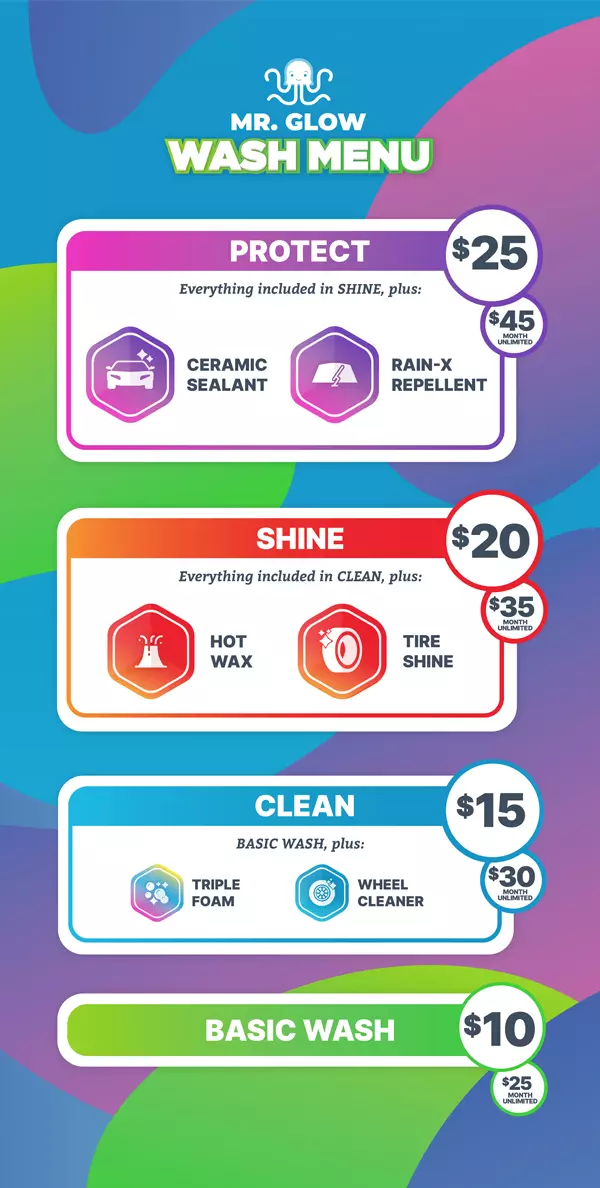 MR. GLOW
WASH MENU
PROTECT
$25
Everything included in SHINE, plus:
$45
MONTH
UNLIMITED
CERAMIC
SEALANT
RAIN-X
REPELLENT
SHINE
$20
Everything included in CLEAN, plus:
$35
MONTH
UNLIMITED
HOT
WAX
TIRE
SHINE
CLEAN
$15
BASIC WASH, plus:
$30
MONTH
UNLIMITED
TRIPLE
FOAM
WHEEL
CLEANER
BASIC WASH
$10
$25
MONTH
UNLIMITED